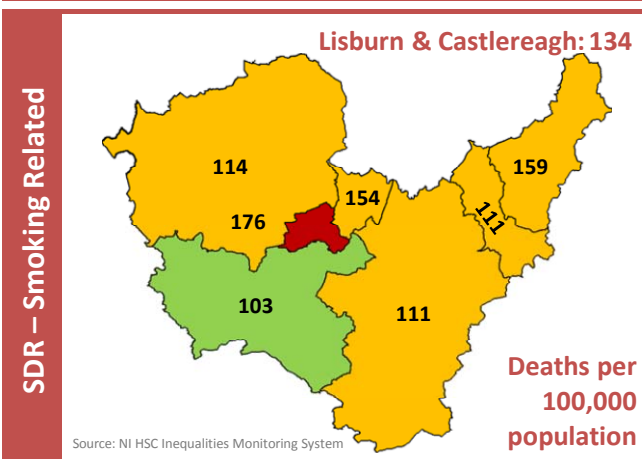 SDR – Smoking Related
Lisburn & Castlereagh: 134
114
176
154
159
111
103
111
Deaths per
100,000
population
Source: NI HSC Inequalities Monitoring System